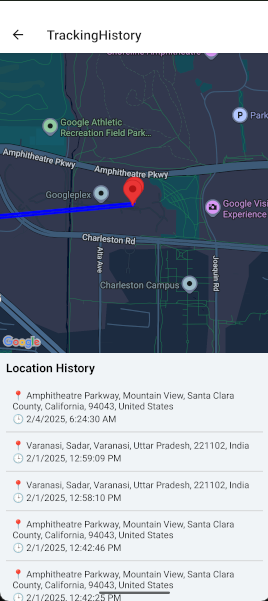 TrackingHistory
Google Athletic
Recreation Field Park...
P
Park
Amphitheatre Pkwy
Amphitheatre Pkwy
Googleplex
Google Visi
Experience
Charleston Rd
Alta Ave
Joaquin Rd
Charleston Campus
Google
Location History
Amphitheatre Parkway, Mountain View, Santa Clara
County, California, 94043, United States
2/4/2025, 6:24:30 AM
Varanasi, Sadar, Varanasi, Uttar Pradesh, 221102, India
2/1/2025, 12:59:09 PM
Varanasi, Sadar, Varanasi, Uttar Pradesh, 221102, India
2/1/2025, 12:58:10 PM
Amphitheatre Parkway, Mountain View, Santa Clara
County, California, 94043, United States
2/1/2025, 12:42:46 PM
Amphitheatre Parkway, Mountain View, Santa Clara
County, California, 94043, United States
2/1/2025, 12:42:25 PM